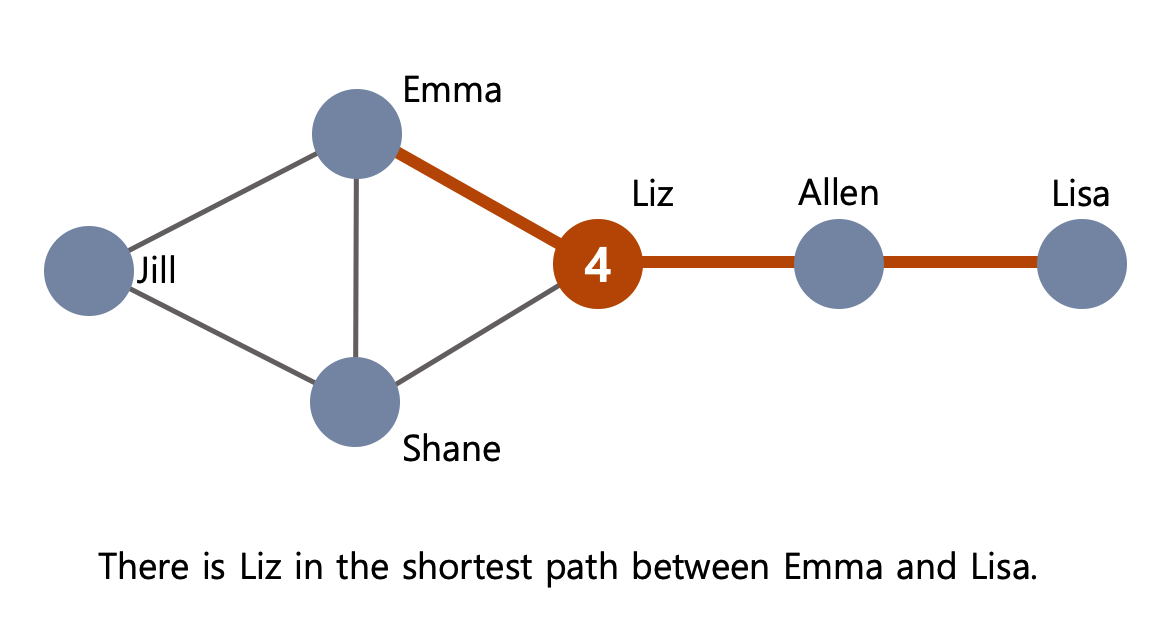 Emma
Liz
Allen
Lisa
4
Jill
Shane
There is Liz in the shortest path between Emma and Lisa.